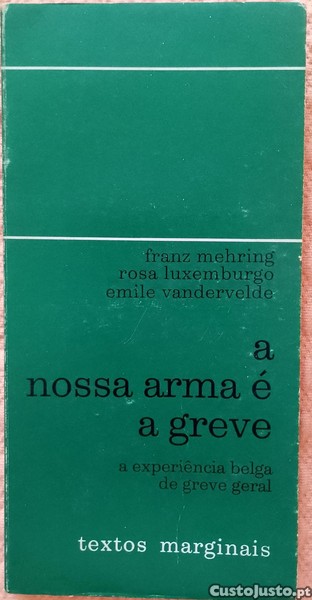 franz mehring
rosa luxemburgo
emile vandervelde
a
nossa arma é
a greve
a experiência belga
de greve geral
textos marginais
CustoJusto.pt